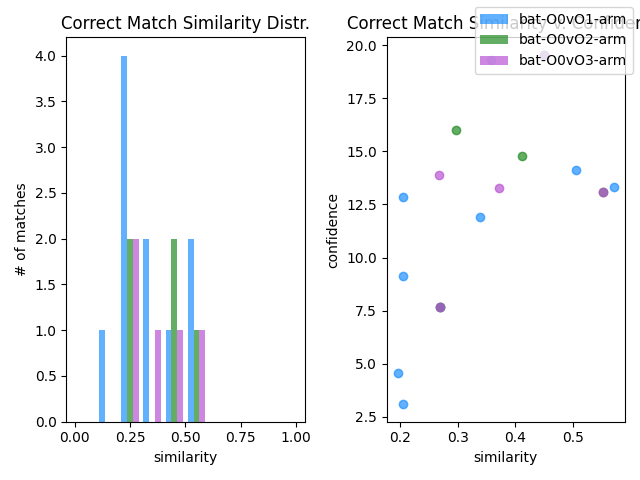 Correct Match Similarity Distr.
# of matches
4.0
3.5
3.0
2.5
2.0
1.5
1.0
0.5
0.0
0.00
0.25
0.50
0.75
1.00
similarity
Correct Match Similarity v. Confiden
confidence
20.0
17.5
15.0
12.5
10.0
7.5
5.0
2.5
0.2
0.3
0.4
0.5
similarity
bat-O0vO1-arm
bat-O0vO2-arm
bat-O0vO3-arm